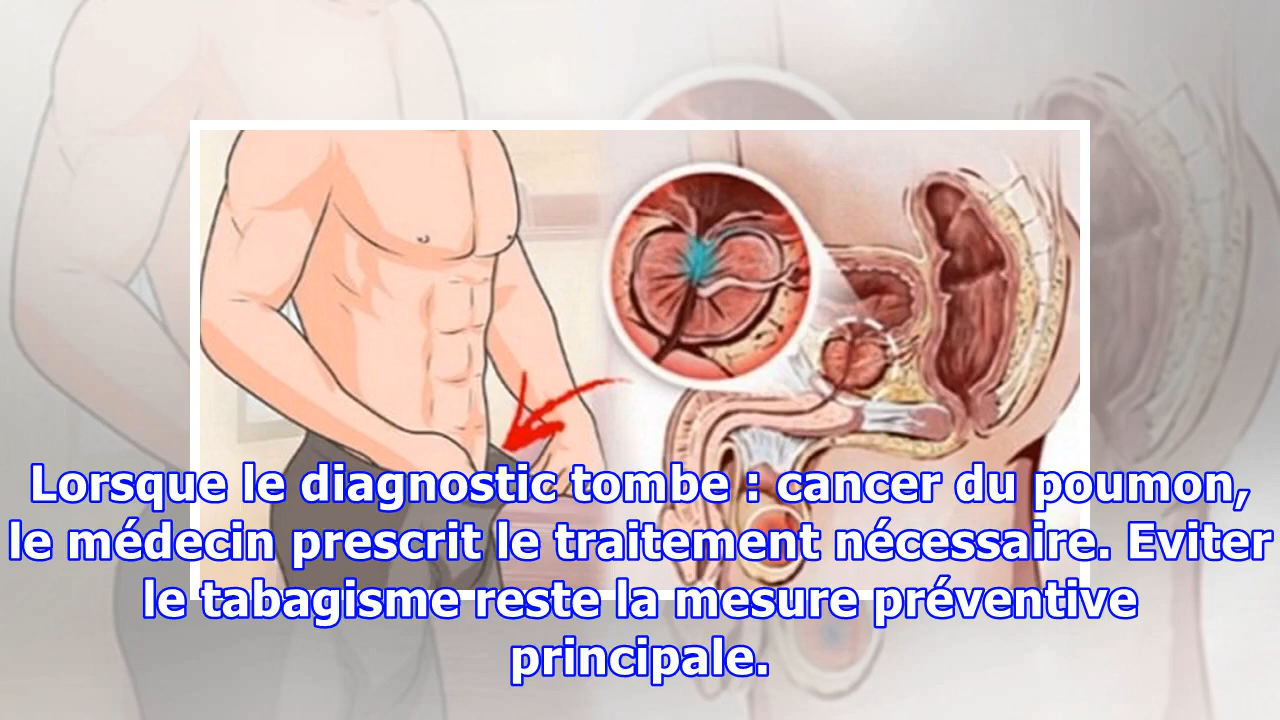 Lorsque le diagnostic tombe : cancer du poumon,
le médecin prescrit le traitement nécessaire. Eviter
le tabagisme reste la mesure préventive
principale.